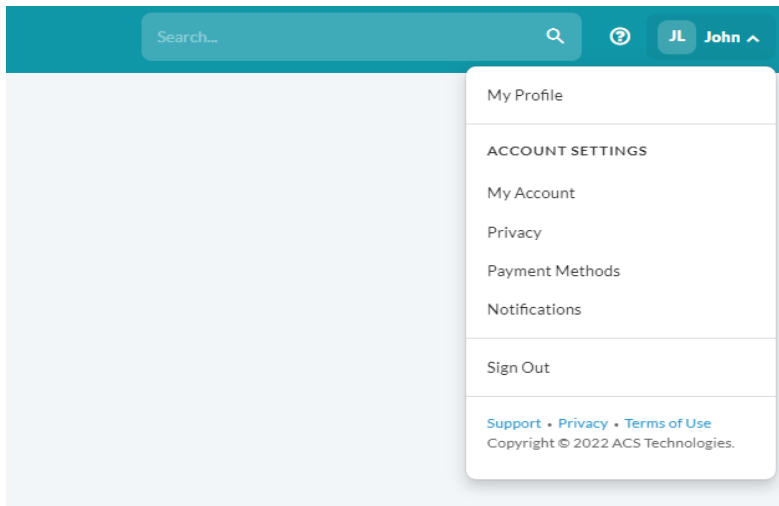 Search...
JL John
My Profile
ACCOUNT SETTINGS
My Account
Privacy
Payment Methods
Notifications
Sign Out
Support • Privacy • Terms of Use
Copyright © 2022 ACS Technologies.